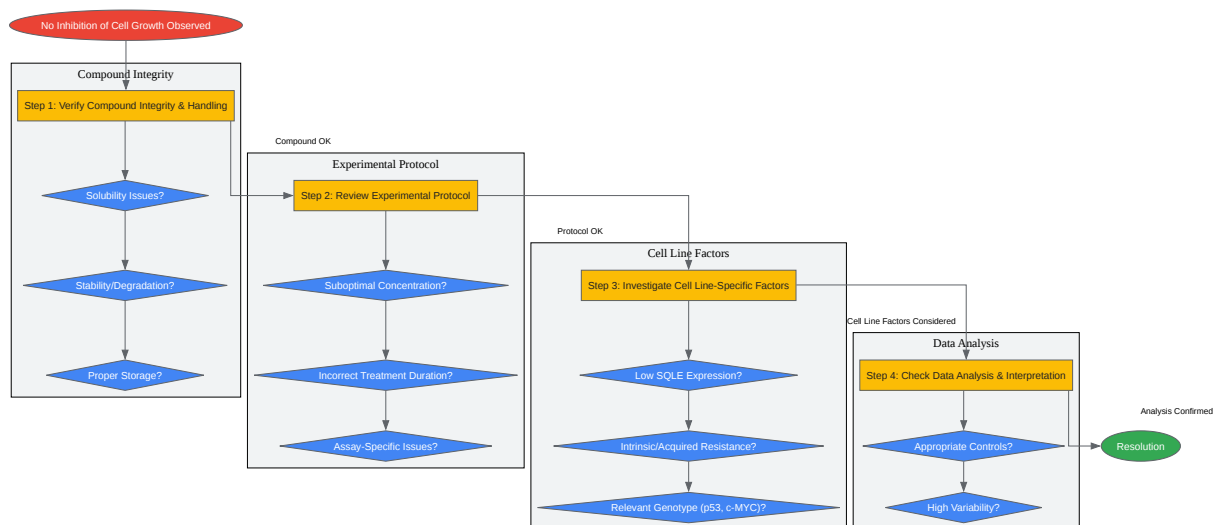 No Inhibition of Cell Growth Observed
Compound Integrity
Step 1: Verify Compound Integrity & Handling
Solubility Issues?
Stability/Degradation?
Proper Storage?
Compound OK
Experimental Protocol
Step 2: Review Experimental Protocol
Suboptimal Concentration?
Incorrect Treatment Duration?
Assay-Specific Issues?
Protocol OK
Cell Line Factors
Step 3: Investigate Cell Line-Specific Factors
Low SQLE Expression?
Intrinsic/Acquired Resistance?
Relevant Genotype (p53, c-MYC)?
Cell Line Factors Considered
Data Analysis
Step 4: Check Data Analysis & Interpretation
Appropriate Controls?
High Variability?
Analysis Confirmed
Resolution